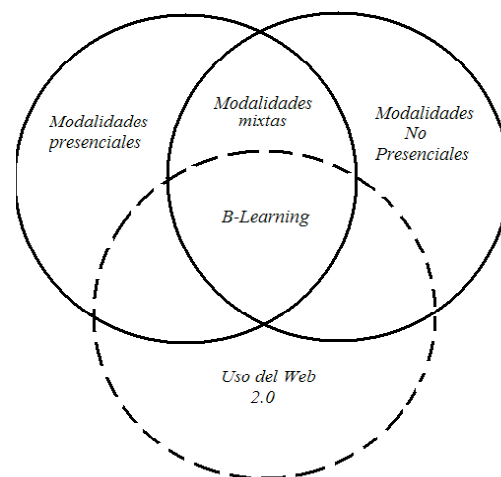 Modalidades
presenciales
Modalidades
mixtas
Modalidades
No
Presenciales
B-Learning
Uso del Web
2.0